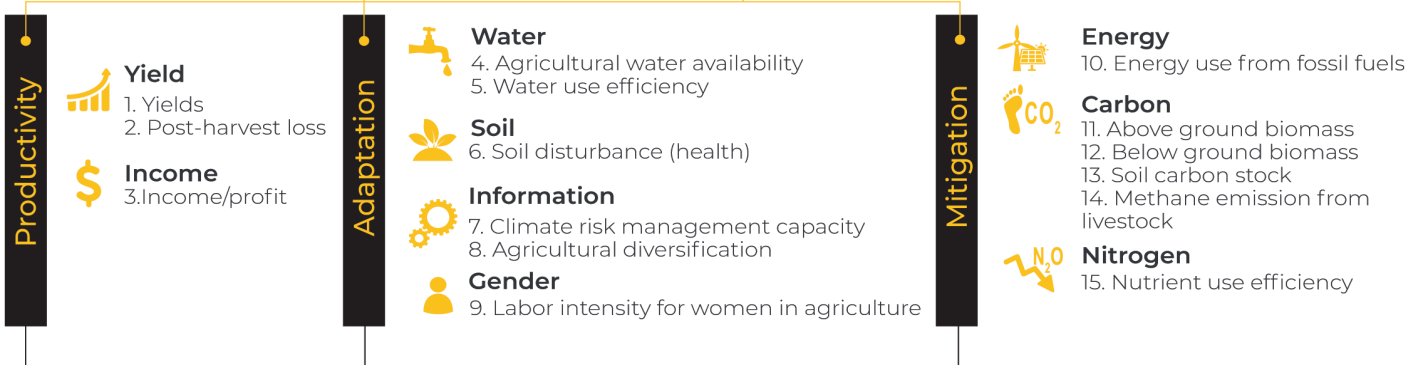 Productivity
Yield
1. Yields
2. Post-harvest loss
$
Income
3.Income/profit
Adaptation
Water
4. Agricultural water availability
5. Water use efficiency
Soil
6. Soil disturbance (health)
Information
7. Climate risk management capacity
8. Agricultural diversification
Gender
9. Labor intensity for women in agriculture
Mitigation
Energy
10. Energy use from fossil fuels
CO2
Carbon
11. Above ground biomass
12. Below ground biomass
13. Soil carbon stock
14. Methane emission from
livestock
N2O
Nitrogen
15. Nutrient use efficiency